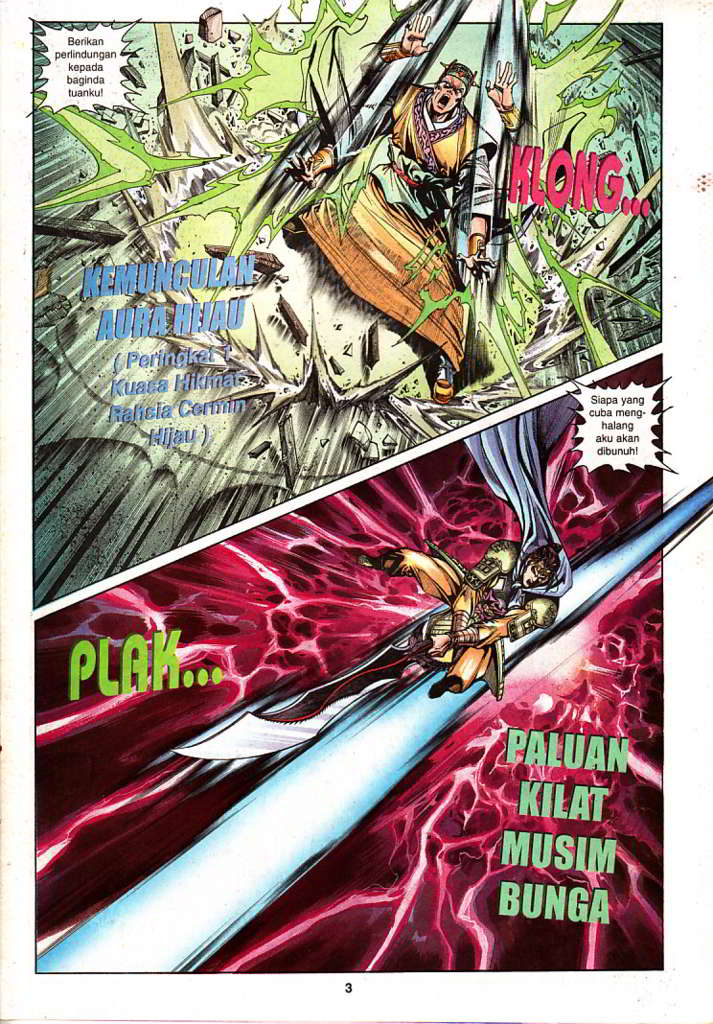 Berikan
perlindungan
kepada
baginda
tuanku!
KLONG...
KEMUNCULAN
AURA HIJAU
( Peringkat 1
Kuasa Hikmat
Rahsia Cermin
Hijau )
Siapa yang
cuba meng-
halang
aku akan
dibunuh!
PLAK...
PALUAN
KILAT
MUSIM
BUNGA
3